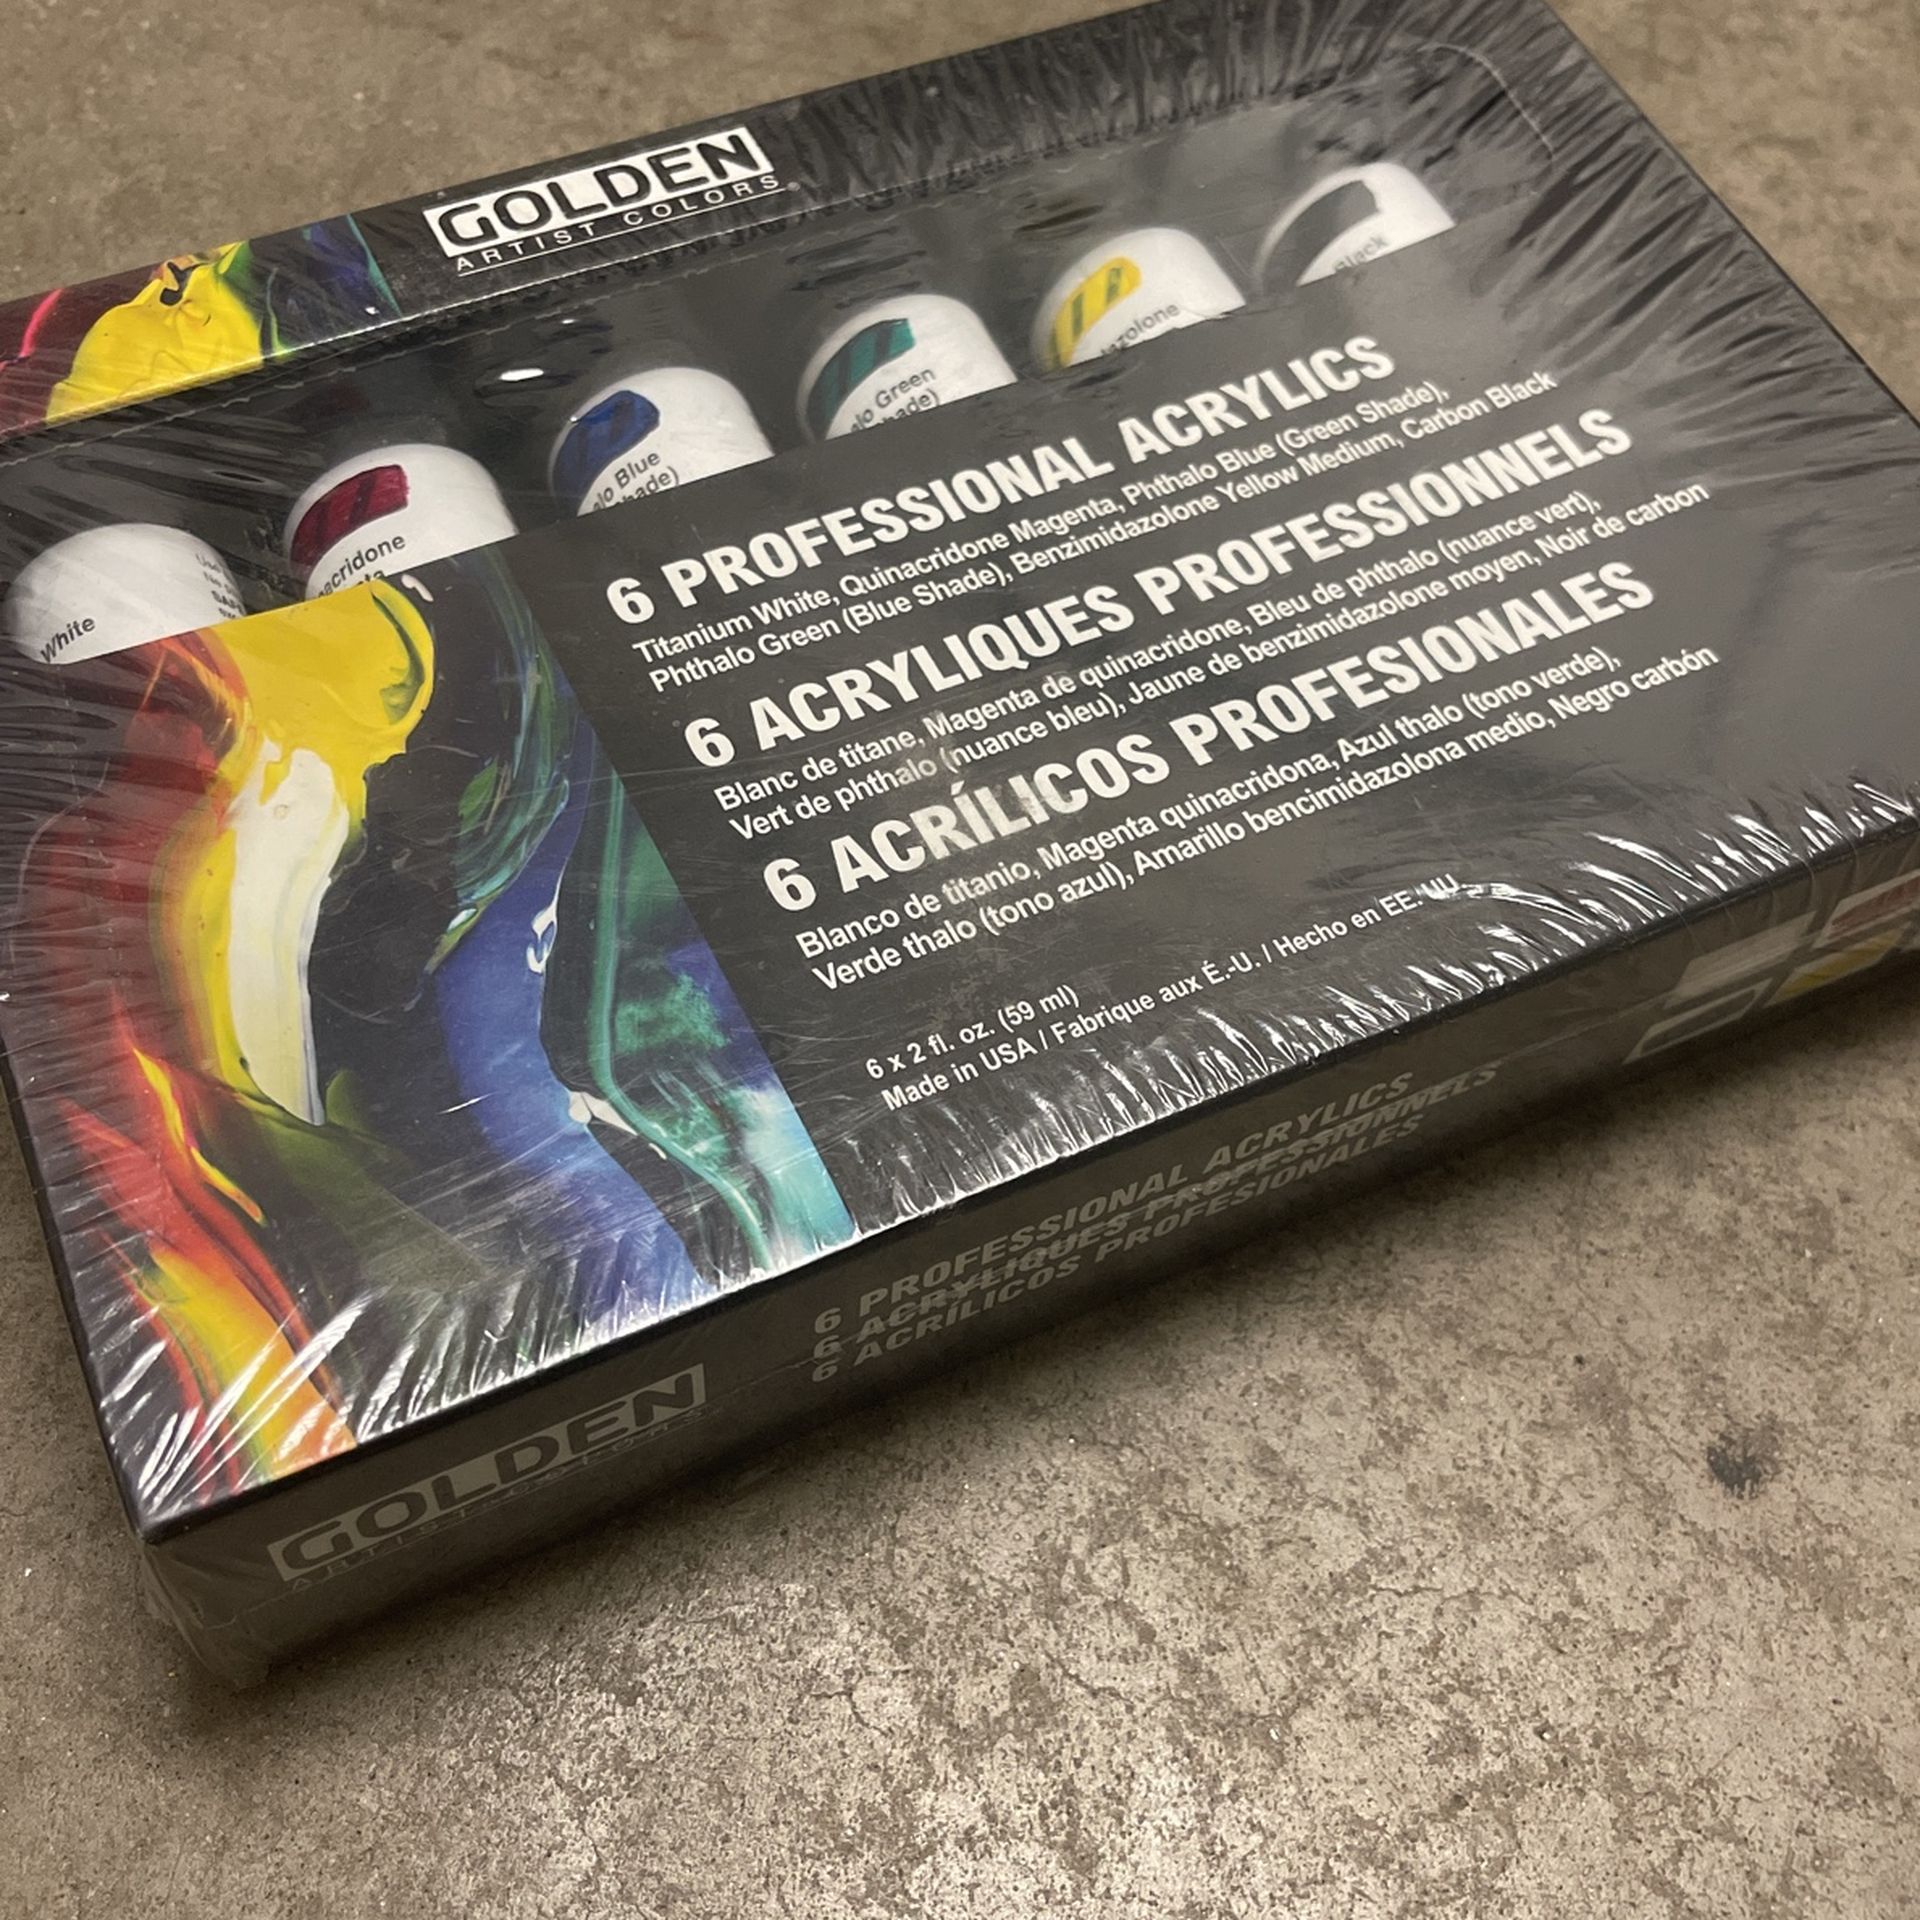 GOLDEN
ARTIST COLORS®
White
Phthalo Blue
6 PROFESSIONAL ACRYLICS
Titanium White, Quinacridone Magenta, Phthalo Blue (Green Shade),
Phthalo Green (Blue Shade), Benzimidazolone Yellow Medium, Carbon Black
6 ACRYLIQUES PROFESSIONNELS
Blanc de titane, Magenta de quinacridone, Bleu de phthalo (nuance vert),
Vert de phthalo (nuance bleu), Jaune de benzimidazolone moyen, Noir de carbon
6 ACRÍLICOS PROFESIONALES
Blanco de titanio, Magenta quinacridona, Azul thalo (tono verde),
Verde thalo (tono azul), Amarillo bencimidazolona medio, Negro carbón
6 x 2 fl. oz. (59 ml)
Made in USA / Fabrique aux É.-U. / Hecho en EE. UU.
6 PROFESSIONAL ACRYLICS
6 ACRYLIQUES PROFESSIONNELS
6 ACRÍLICOS PROFESIONALES
GOLDEN
ARTIST COLORS
Black